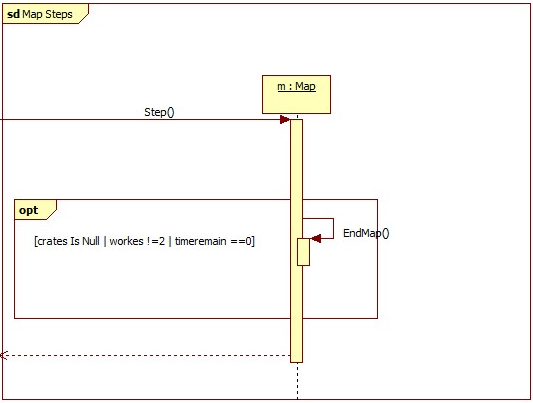 sd Map Steps
m : Map
Step()
opt
[crates Is Null | workes !=2 | timeremain ==0]
EndMap()